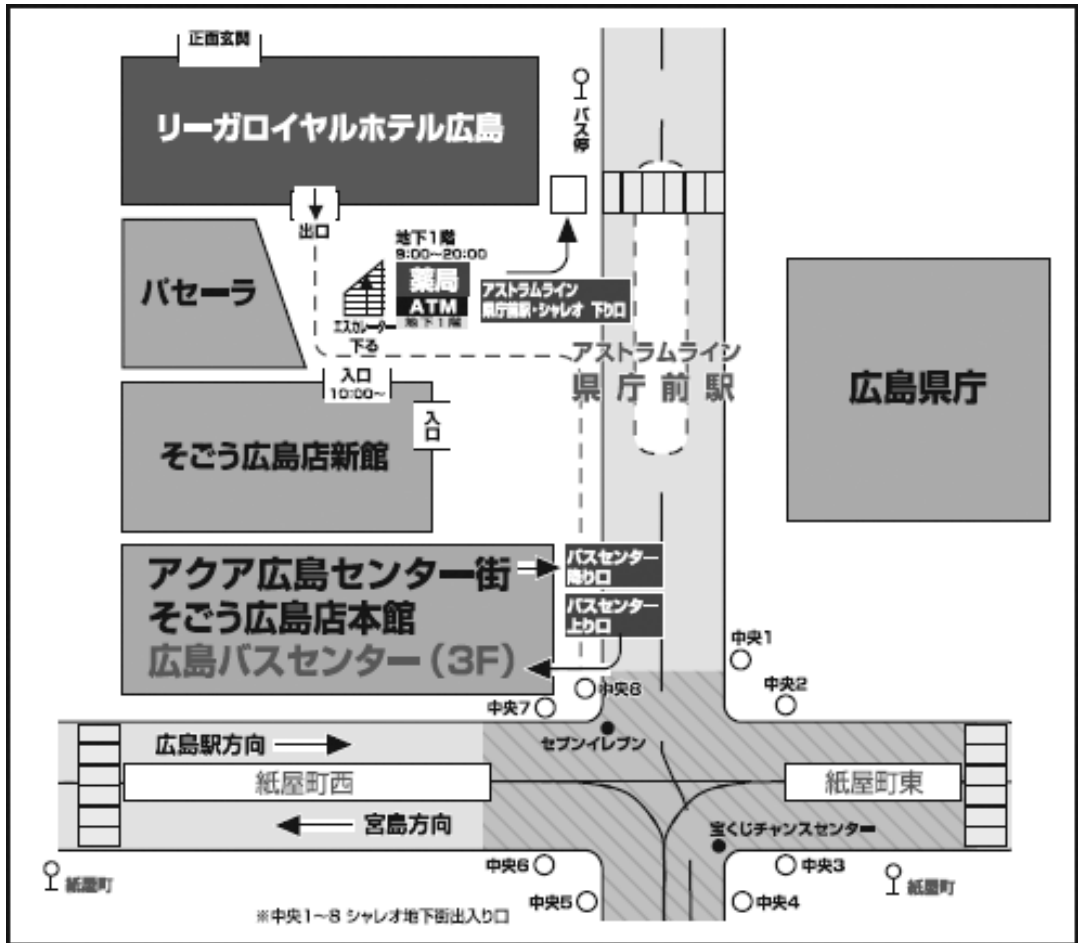 正面玄関
リーガロイヤルホテル広島
バス停
出口
地下1階
9:00〜20:00
薬局
ATM
地下1階
エスカレーター
下る
アストラムライン
県庁前駅・シャレオ 下り口
パセーラ
アストラムライン
県庁前駅
広島県庁
入口
10:00〜
入口
そごう広島店新館
アクア広島センター街
そごう広島店本館
広島バスセンター(3F)
バスセンター
降り口
バスセンター
上り口
中央1
中央2
中央8
中央7
セブンイレブン
広島駅方向
紙屋町西
紙屋町東
宮島方向
宝くじチャンスセンター
中央6
中央3
紙屋町
紙屋町
中央5
中央4
※中央1〜8 シャレオ地下街出入り口